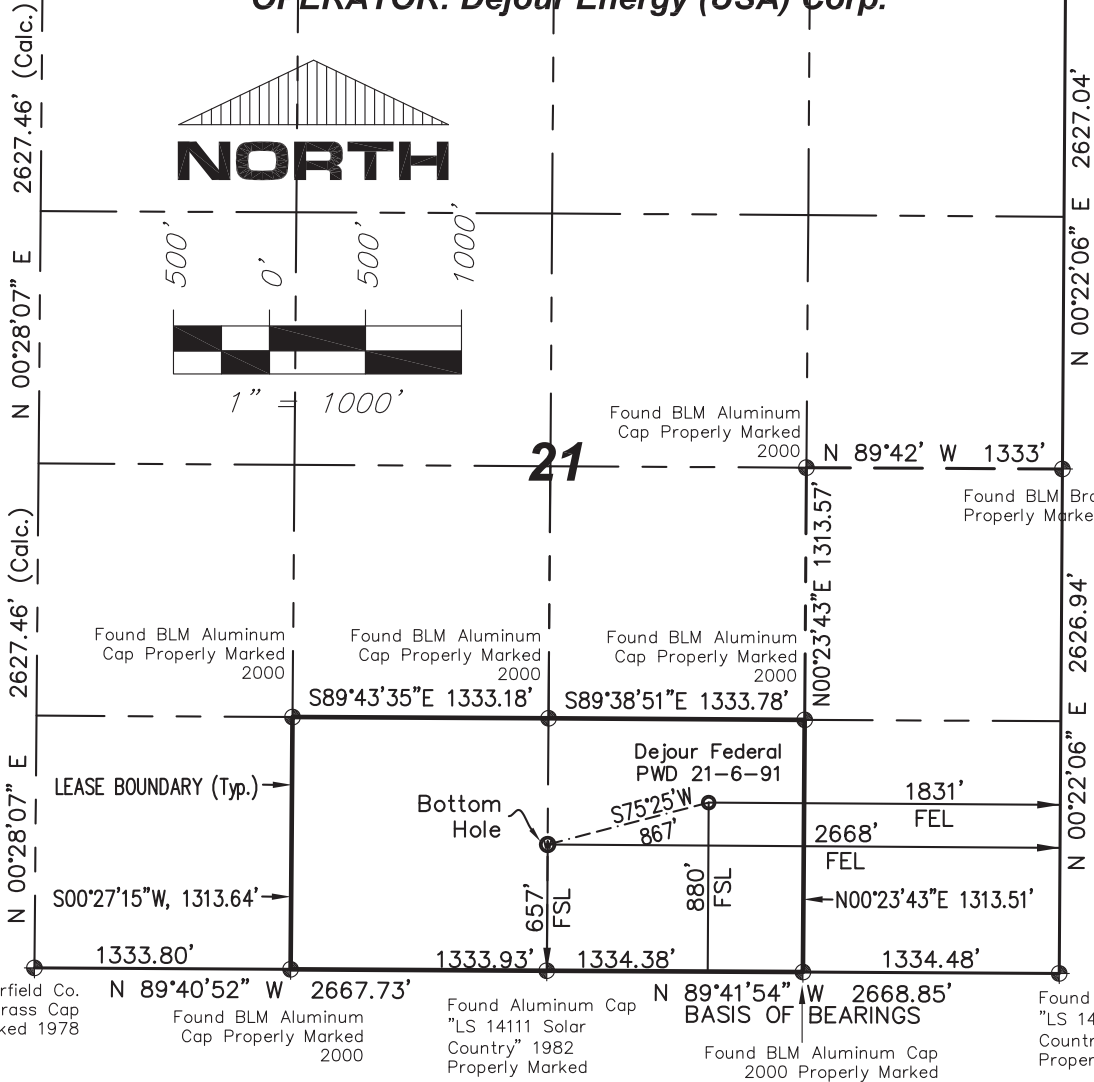 OPERATOR: Dejour Energy (USA) Corp.
N 00°28'07" E 2627.46' (Calc.)
N 00°22'06" E 2627.04'
NORTH
500' 0' 500' 1000'
1" = 1000'
Found BLM Aluminum
Cap Properly Marked
2000
21
N 89°42' W 1333'
Found BLM
Properly
N00°23'43"E 1313.57'
N 00°28'07" E 2627.46' (Calc.)
N 00°22'06" E 2626.94'
Found BLM Aluminum
Cap Properly Marked
2000
Found BLM Aluminum
Cap Properly Marked
2000
Found BLM Aluminum
Cap Properly Marked
2000
S89°43'35"E 1333.18'
S89°38'51"E 1333.78'
Dejour Federal
PWD 21-6-91
LEASE BOUNDARY (Typ.)
Bottom
Hole
S75°25'W
867'
1831'
FEL
2668'
FEL
657'
FSL
880'
FSL
S00°27'15"W, 1313.64'
N00°23'43"E 1313.51'
1333.80'
1333.93'
1334.38'
1334.48'
N 89°40'52" W 2667.73'
N 89°41'54" W 2668.85'
BASIS OF BEARINGS
Co.
Cap
1978
Found BLM Aluminum
Cap Properly Marked
2000
Found Aluminum Cap
"LS 14111 Solar
Country" 1982
Properly Marked
Found BLM Aluminum Cap
2000 Properly Marked
Found
"LS